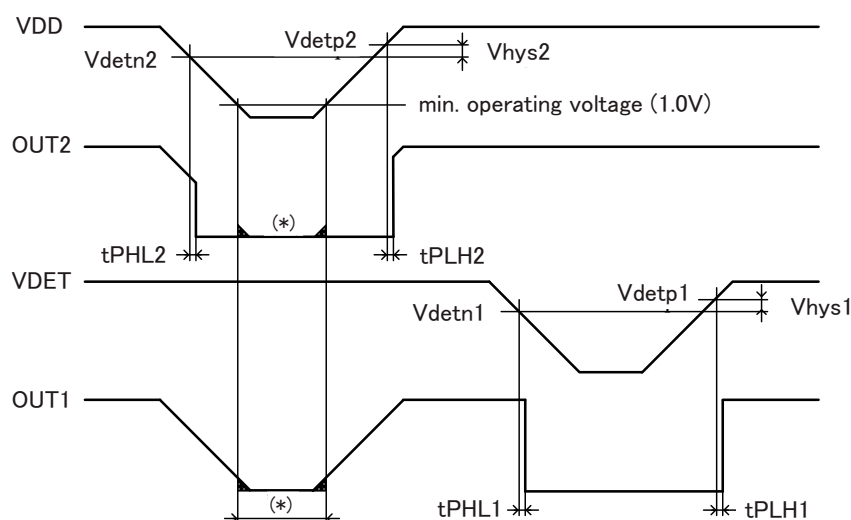 VDD
Vdetp2
Vdetn2
Vhys2
min. operating voltage (1.0V)
OUT2
(*)
tPHL2
tPLH2
VDET
Vdetp1
Vdetn1
Vhys1
OUT1
(*)
tPHL1
tPLH1